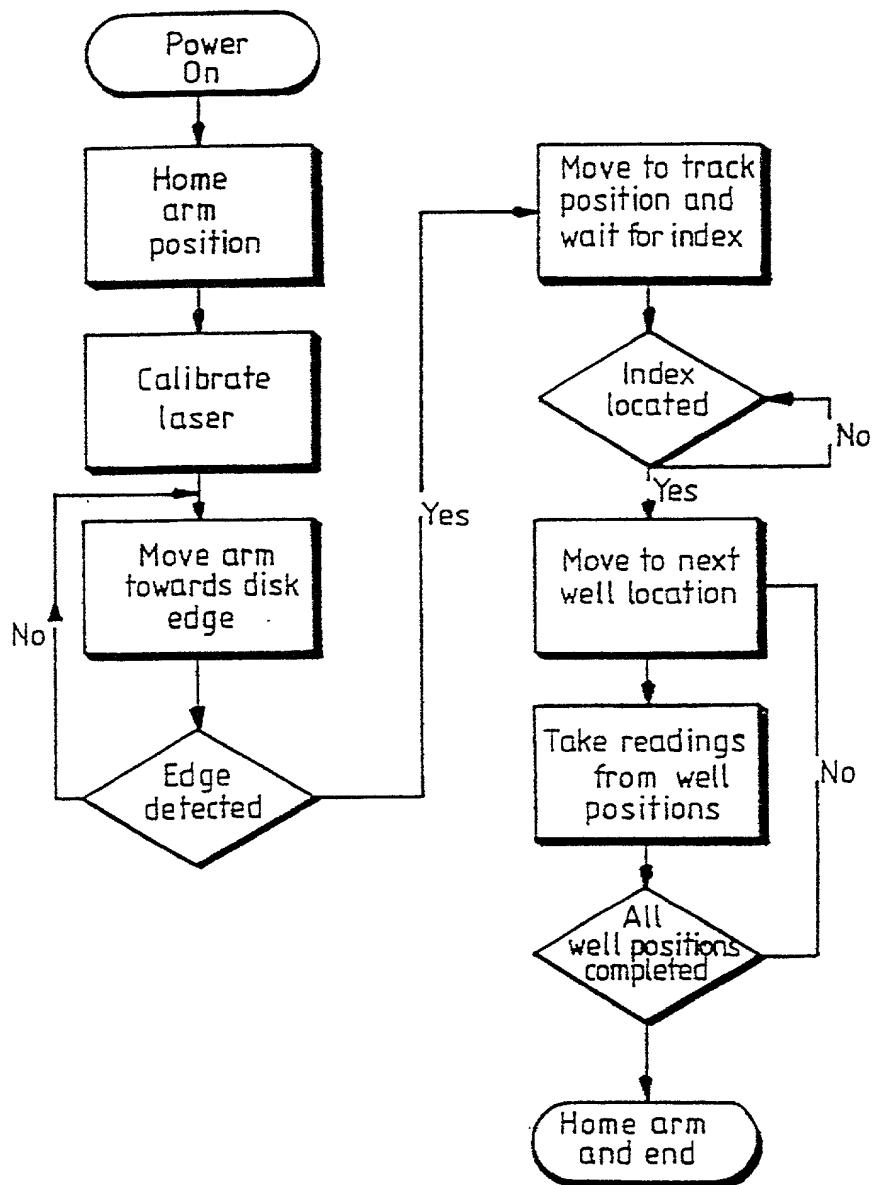 Power
On
Home
arm
position
Calibrate
laser
Move arm
towards disk
edge
No
Edge
detected
Yes
Move to track
position and
wait for index
Index
located
No
Yes
Move to next
well location
Take readings
from well
positions
No
All
well positions
completed
Home arm
and end